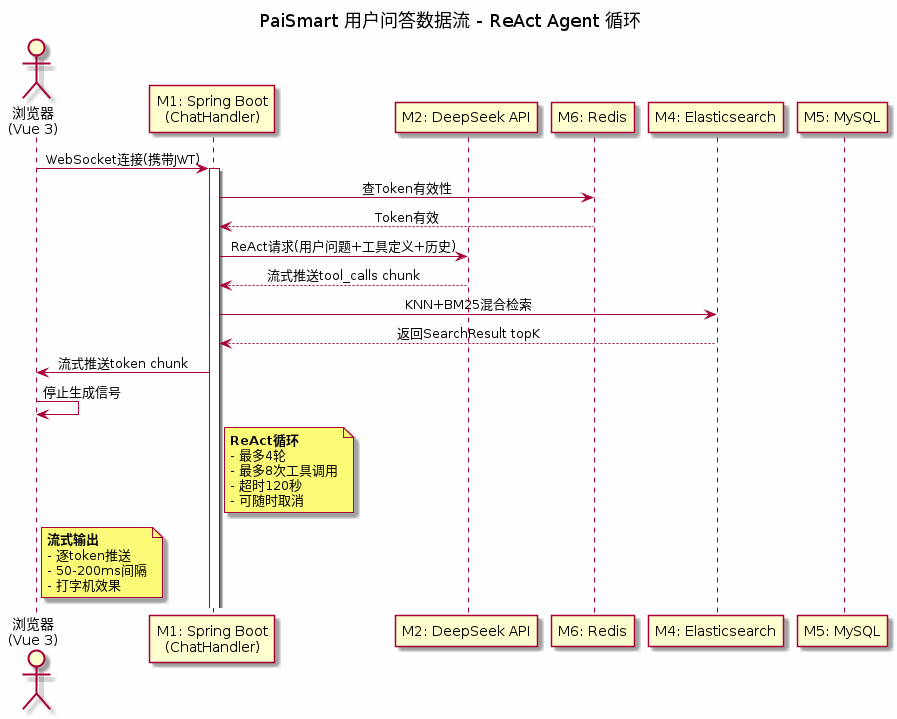 PaiSmart 用户问答数据流 - ReAct Agent 循环
浏览器
(Vue 3)
M1: Spring Boot
(ChatHandler)
M2: DeepSeek API
M6: Redis
M4: Elasticsearch
M5: MySQL
WebSocket连接(携带JWT)
查Token有效性
Token有效
ReAct请求(用户问题+工具定义+历史)
流式推送tool_calls chunk
KNN+BM25混合检索
返回SearchResult topK
流式推送token chunk
停止生成信号
ReAct循环
- 最多4轮
- 最多8次工具调用
- 超时120秒
- 可随时取消
流式输出
- 逐token推送
- 50-200ms间隔
- 打字机效果
浏览器
(Vue 3)
M1: Spring Boot
(ChatHandler)
M2: DeepSeek API
M6: Redis
M4: Elasticsearch
M5: MySQL